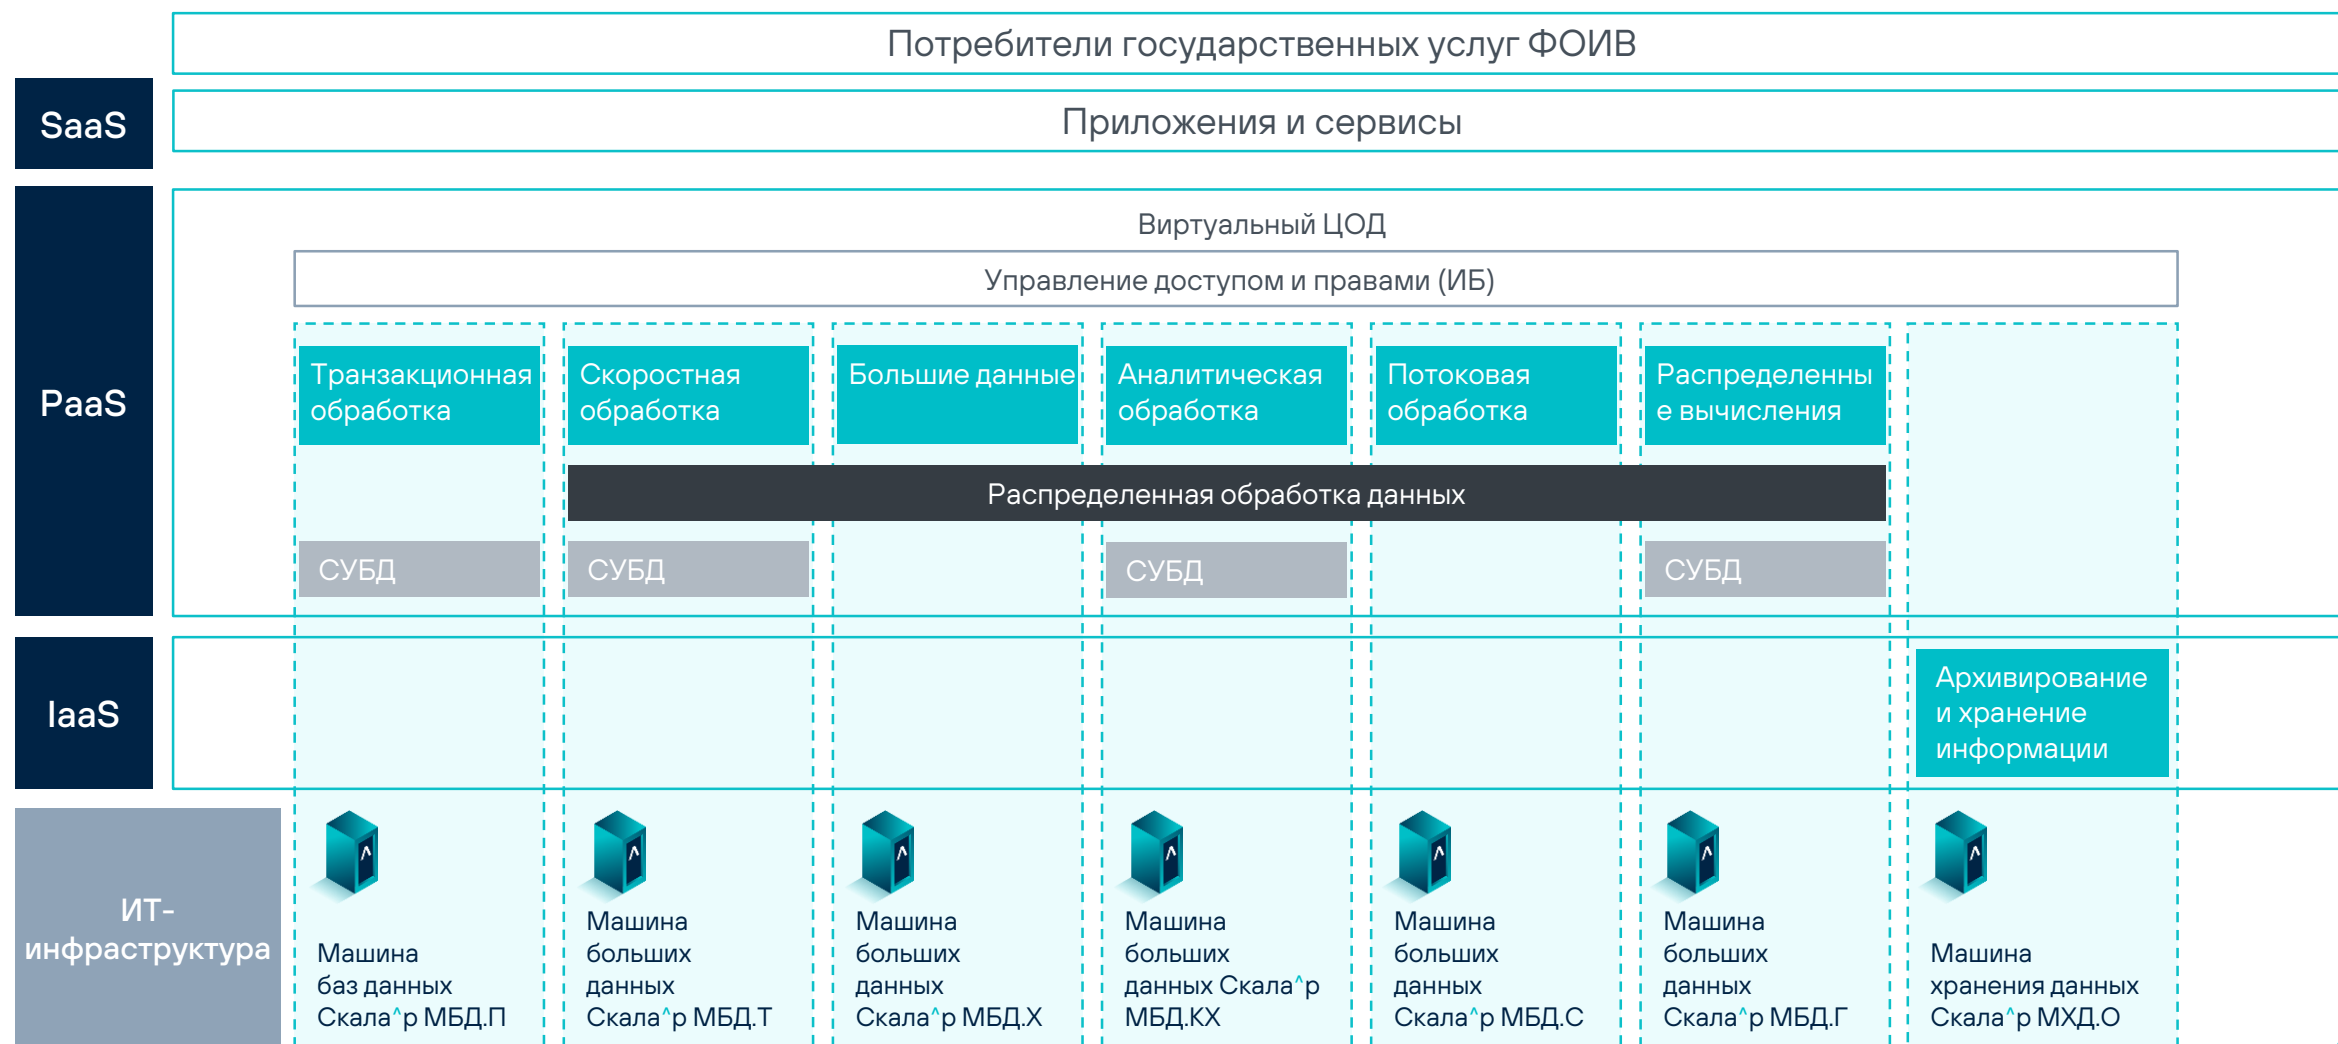 Потребители государственных услуг ФОИВ
SaaS
Приложения и сервисы
PaaS
Виртуальный ЦОД
Управление доступом и правами (ИБ)
Транзакционная
обработка
Скоростная
обработка
Большие данные
Аналитическая
обработка
Потоковая
обработка
Распределенны
е вычисления
Распределенная обработка данных
СУБД
СУБД
СУБД
СУБД
IaaS
Архивирование
и хранение
информации
ИТ-
инфраструктура
Машина
баз данных
Скала^р МБД.П
Машина
больших
данных
Скала^р МБД.Т
Машина
больших
данных
Скала^р МБД.Х
Машина
больших
данных Скала^р
МБД.КХ
Машина
больших
данных
Скала^р МБД.С
Машина
больших
данных
Скала^р МБД.Г
Машина
хранения данных
Скала^р МХД.О